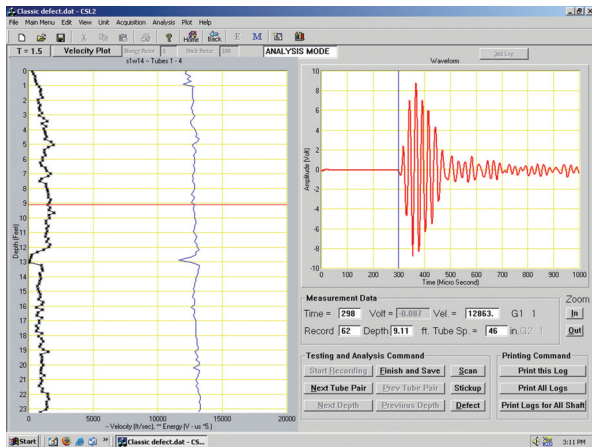 Classic defect.dat - CSL2
File Main Menu Edit View Unit Acquisition Analysis Plot Help
Home Back E M
T = 1.5 Velocity Plot Energy Factor 5 Stack Factor 100 ANALYSIS MODE 2nd Log
s1w14 -- Tubes 1 - 4
0
1
2
3
4
5
6
7
8
9
10
11
12
13
14
15
16
17
18
19
20
21
22
23
Depth (Feet)
0 5000 10000 15000 20000
-- Velocity (ft/sec), ** Energy (V - us *5.)
Waveform
10
8
6
4
2
0
-2
-4
-6
-8
-10
Amplitude (Volt)
0 100 200 300 400 500 600 700 800 900 1000
Time (Micro Second)
Measurement Data
Time = 298 Volt = -0.087 Vel. = 12863. G1 1
Record 62 Depth 9.11 ft. Tube Sp. = 46 in. G2 1
Zoom
In
Out
Testing and Analysis Command
Start Recording Finish and Save Scan
Next Tube Pair Prev Tube Pair Stickup
Next Depth Previous Depth Defect
Printing Command
Print this Log
Print All Logs
Print Logs for All Shaft
Start Classic defect.dat - CS... 3:11 PM